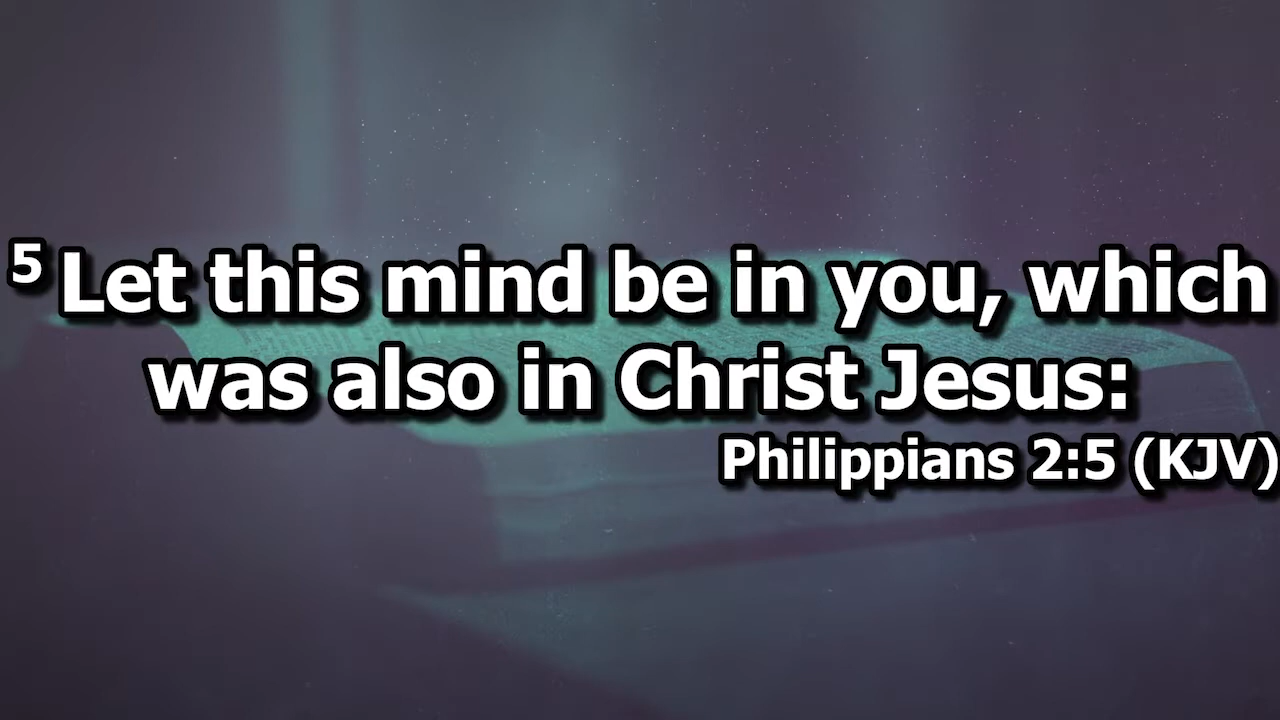 5 Let this mind be in you, which
was also in Christ Jesus:
Philippians 2:5 (KJV)